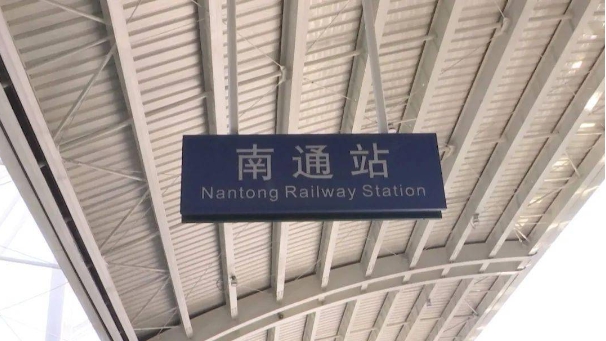 南通站
Nantong Railway Station